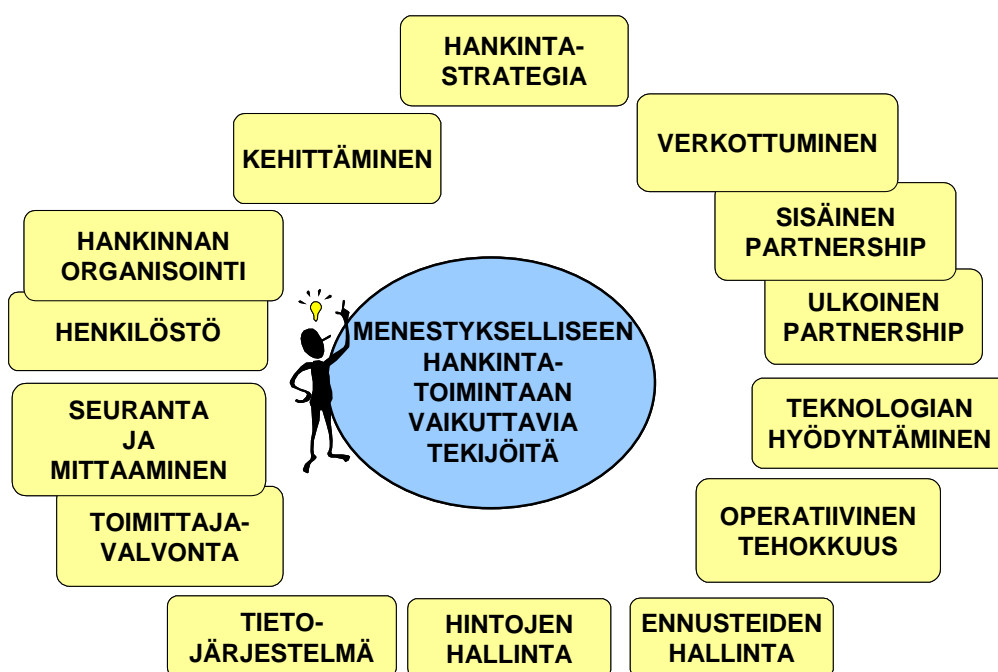 HANKINTA-
STRATEGIA
VERKOTTUMINEN
SISÄINEN
PARTNERSHIP
ULKOINEN
PARTNERSHIP
TEKNOLOGIAN
HYÖDYNTÄMINEN
OPERATIIVINEN
TEHOKKUUS
ENNUSTEIDEN
HALLINTA
HINTOJEN
HALLINTA
TIETO-
JÄRJESTELMÄ
TOIMITTAJA-
VALVONTA
SEURANTA
JA
MITTAAMINEN
HENKILÖSTÖ
HANKINNAN
ORGANISOINTI
KEHITTÄMINEN
MENESTYKSELLISEEN
HANKINTA-
TOIMINTAAN
VAIKUTTAVIA
TEKIJÖITÄ